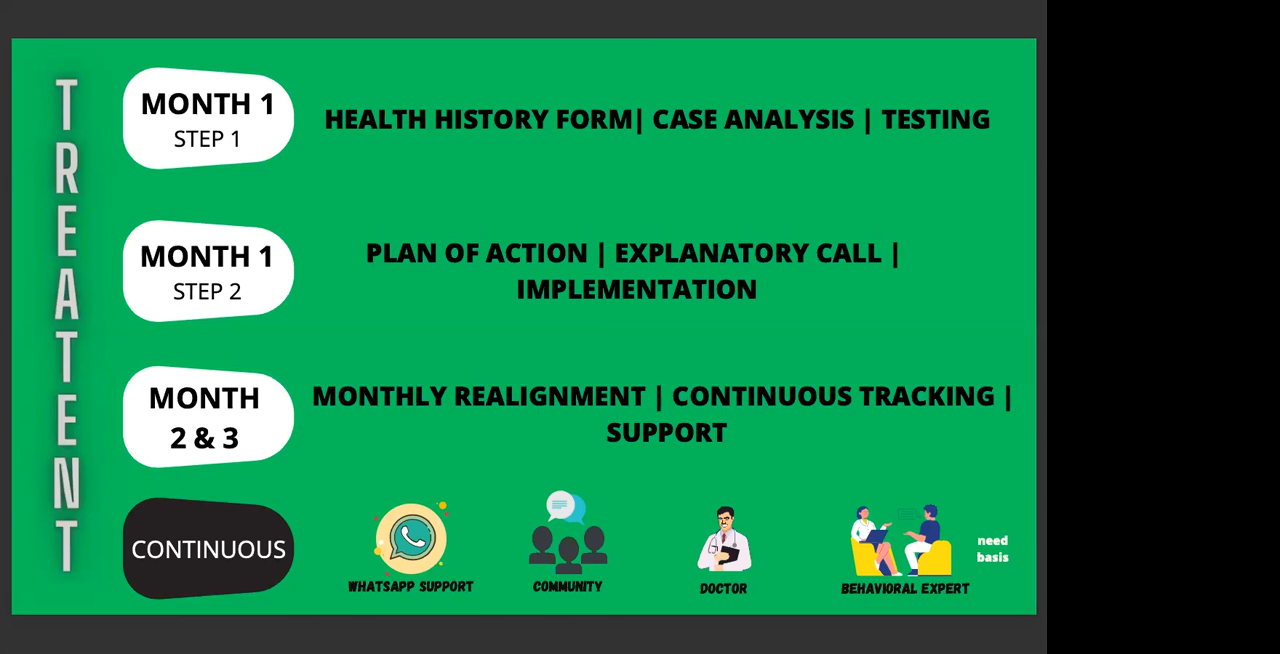 TREATENT
MONTH 1
STEP 1
HEALTH HISTORY FORM| CASE ANALYSIS | TESTING
MONTH 1
STEP 2
PLAN OF ACTION | EXPLANATORY CALL |
IMPLEMENTATION
MONTH
2 & 3
MONTHLY REALIGNMENT | CONTINUOUS TRACKING |
SUPPORT
CONTINUOUS
WHATSAPP SUPPORT
COMMUNITY
DOCTOR
BEHAVIORAL EXPERT
need
basis